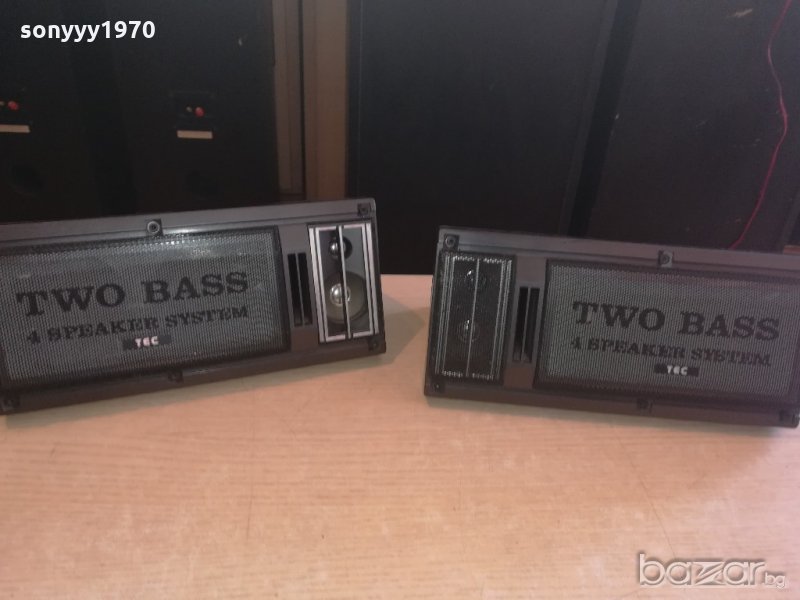 sonyyy1970
TWO BASS
4 SPEAKER SYSTEM
TEC
TWO BASS
4 SPEAKER SYSTEM
TEC
bazar.bg